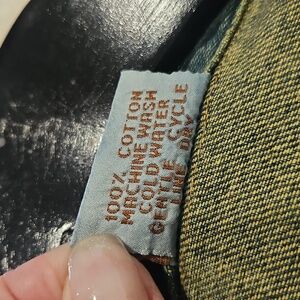 100% COTTON
MACHINE WASH
COLD WATER
GENTLE CYCLE
LINE DRY